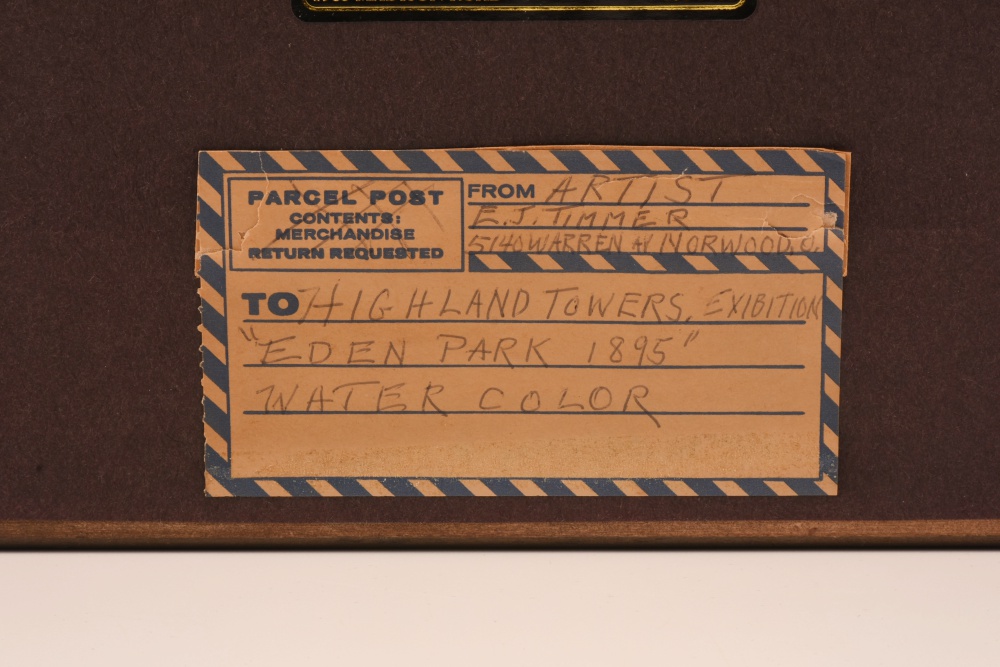 PARCEL POST
CONTENTS:
MERCHANDISE
RETURN REQUESTED
FROM ARTIST
E.J. TIMMER
5140 WARREN AV NORWOOD, O.
TO HIGHLAND TOWERS, EXIBITION
"EDEN PARK 1895"
WATER COLOR